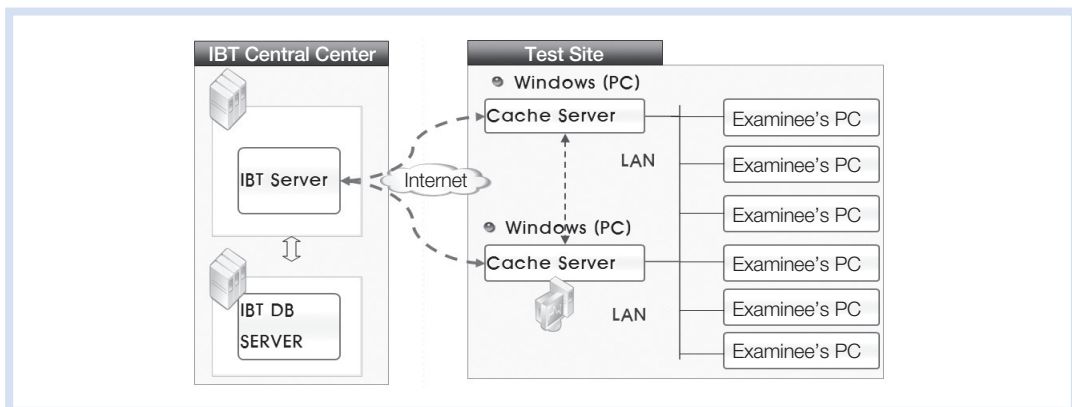 IBT Central Center
IBT Server
IBT DB
SERVER
Internet
Test Site
Windows (PC)
Cache Server
LAN
Windows (PC)
Cache Server
LAN
Examinee's PC
Examinee's PC
Examinee's PC
Examinee's PC
Examinee's PC
Examinee's PC